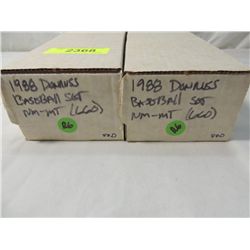 2368
1988 DONRUSS
BASEBALL SET
NM-MT (660)
R6
1988 DONRUSS
BASEBALL SET
NM-MT (660)
R6